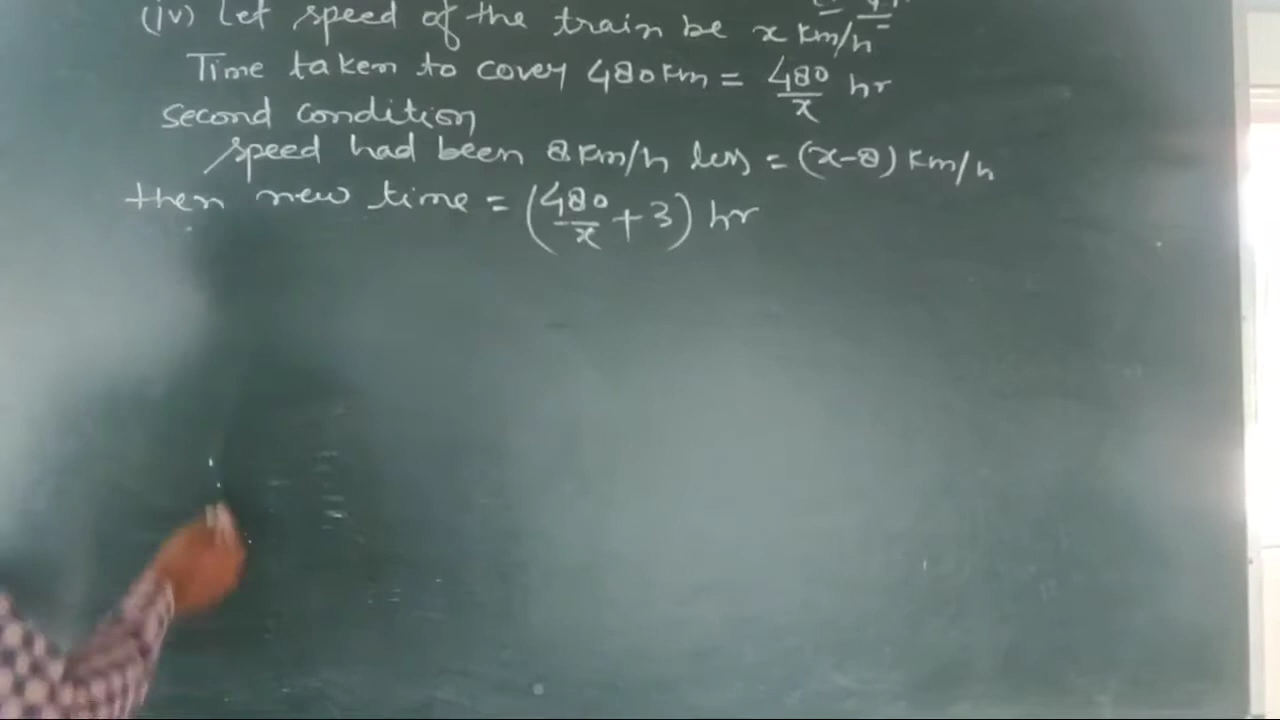 (iv) Let speed of the train be x km/h
Time taken to cover 480 km = 480/x hr
second condition
speed had been 8 km/h less = (x-8) km/h
then new time = (480/x + 3) hr